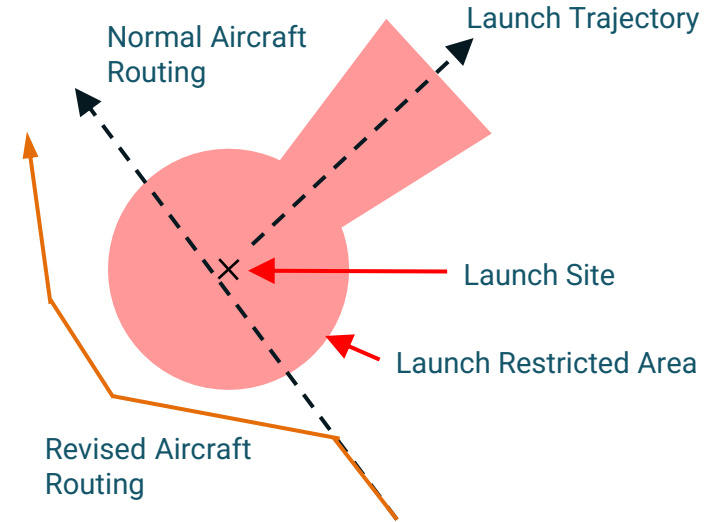 Launch Trajectory
Normal Aircraft
Routing
Launch Site
Launch Restricted Area
Revised Aircraft
Routing